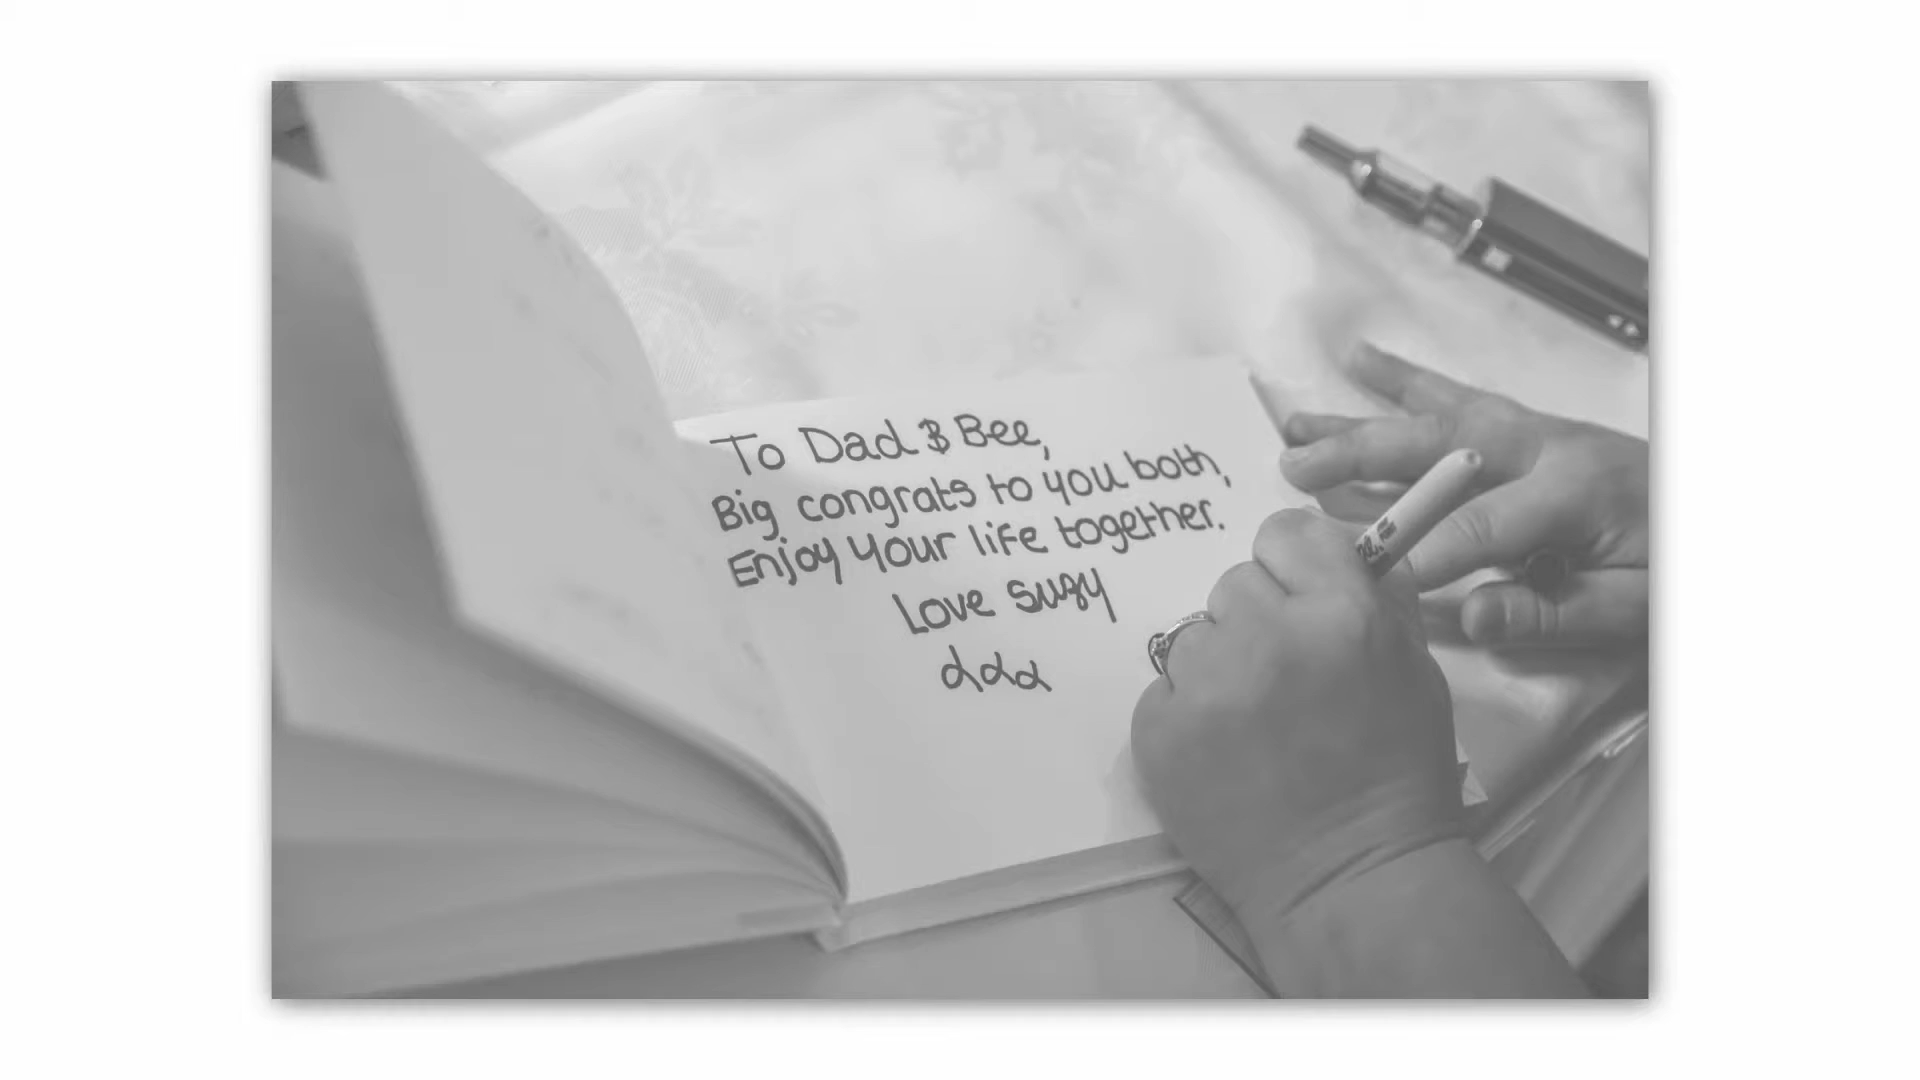 To Dad & Bee,
Big congrats to you both,
Enjoy your life together.
Love Suzy
xxx